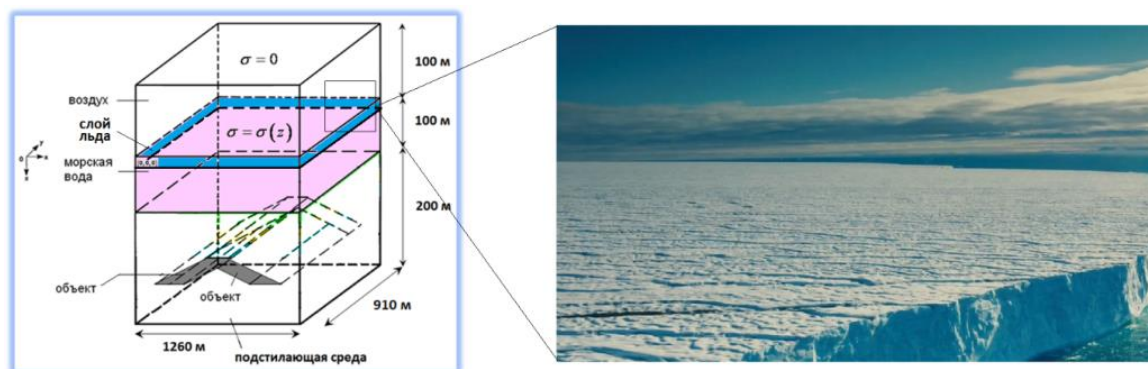 σ = 0
100 м
воздух
слой
льда
σ = σ(z)
100 м
морская
вода
200 м
объект
объект
910 м
1260 м
подстилающая среда